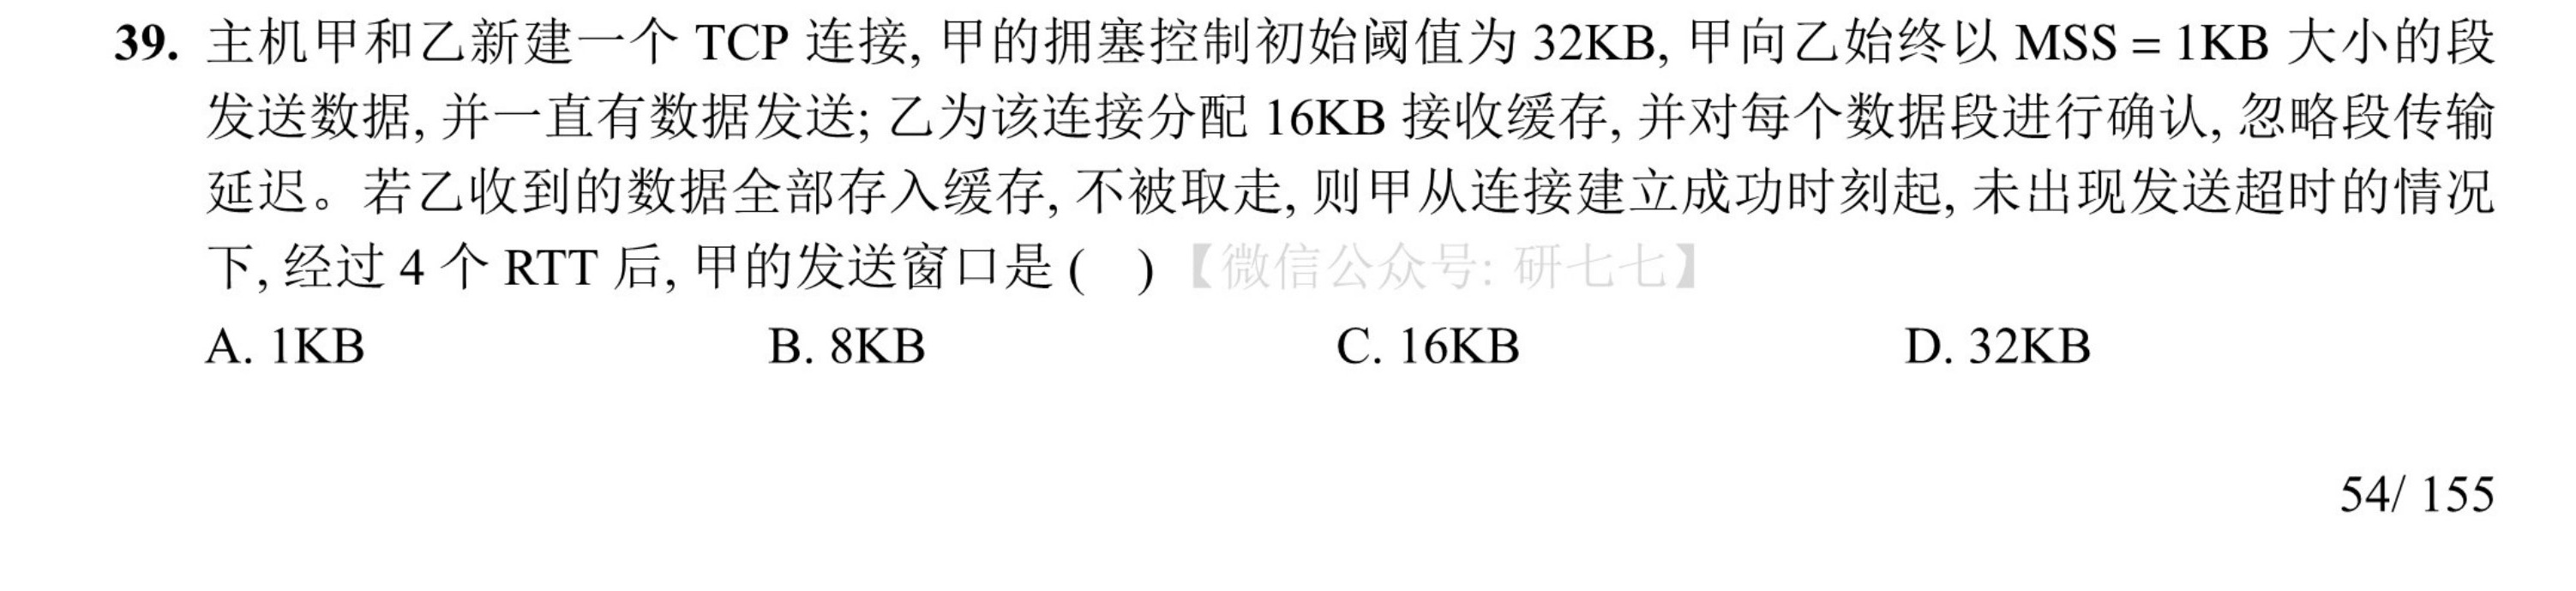 39. 主机甲和乙新建一个 TCP 连接, 甲的拥塞控制初始阈值为 32KB, 甲向乙始终以 MSS = 1KB 大小的段
发送数据, 并一直有数据发送; 乙为该连接分配 16KB 接收缓存, 并对每个数据段进行确认, 忽略段传输
延迟。若乙收到的数据全部存入缓存, 不被取走, 则甲从连接建立成功时刻起, 未出现发送超时的情况
下, 经过 4 个 RTT 后, 甲的发送窗口是 ( ) 【微信公众号: 研七七】
A. 1KB B. 8KB C. 16KB D. 32KB
54/ 155